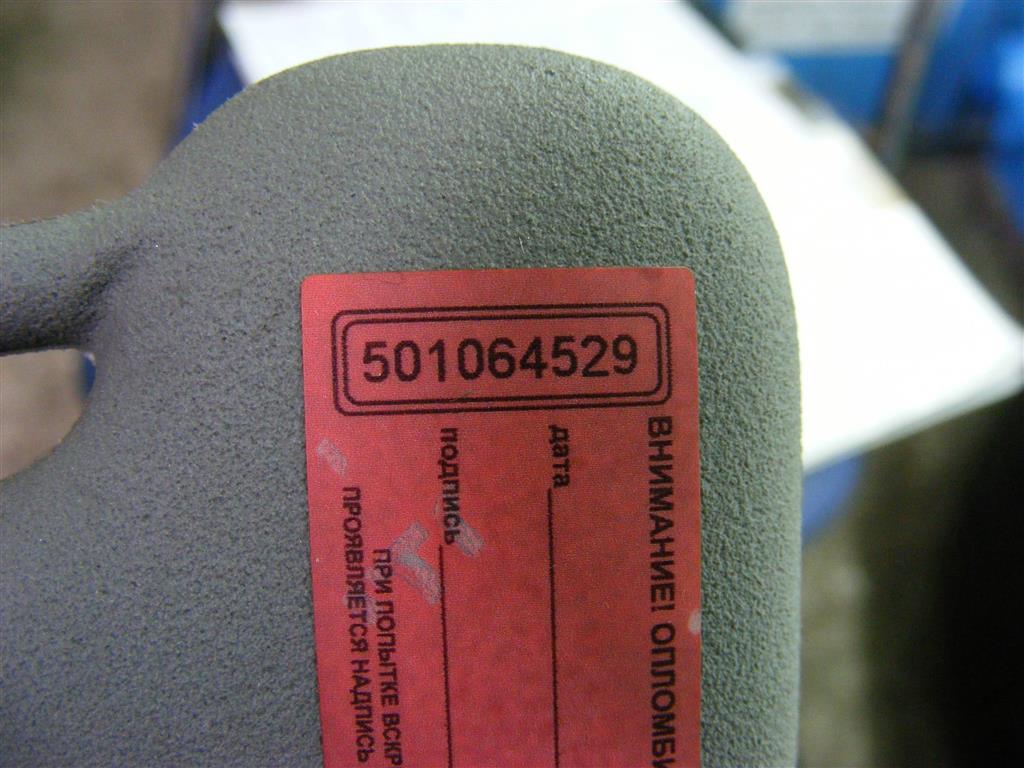 501064529
ВНИМАНИЕ! ОПЛОМБИ
дата
подпись
ПРИ ПОПЫТКЕ ВСКР
ПРОЯВЛЯЕТСЯ НАДПИСЬ